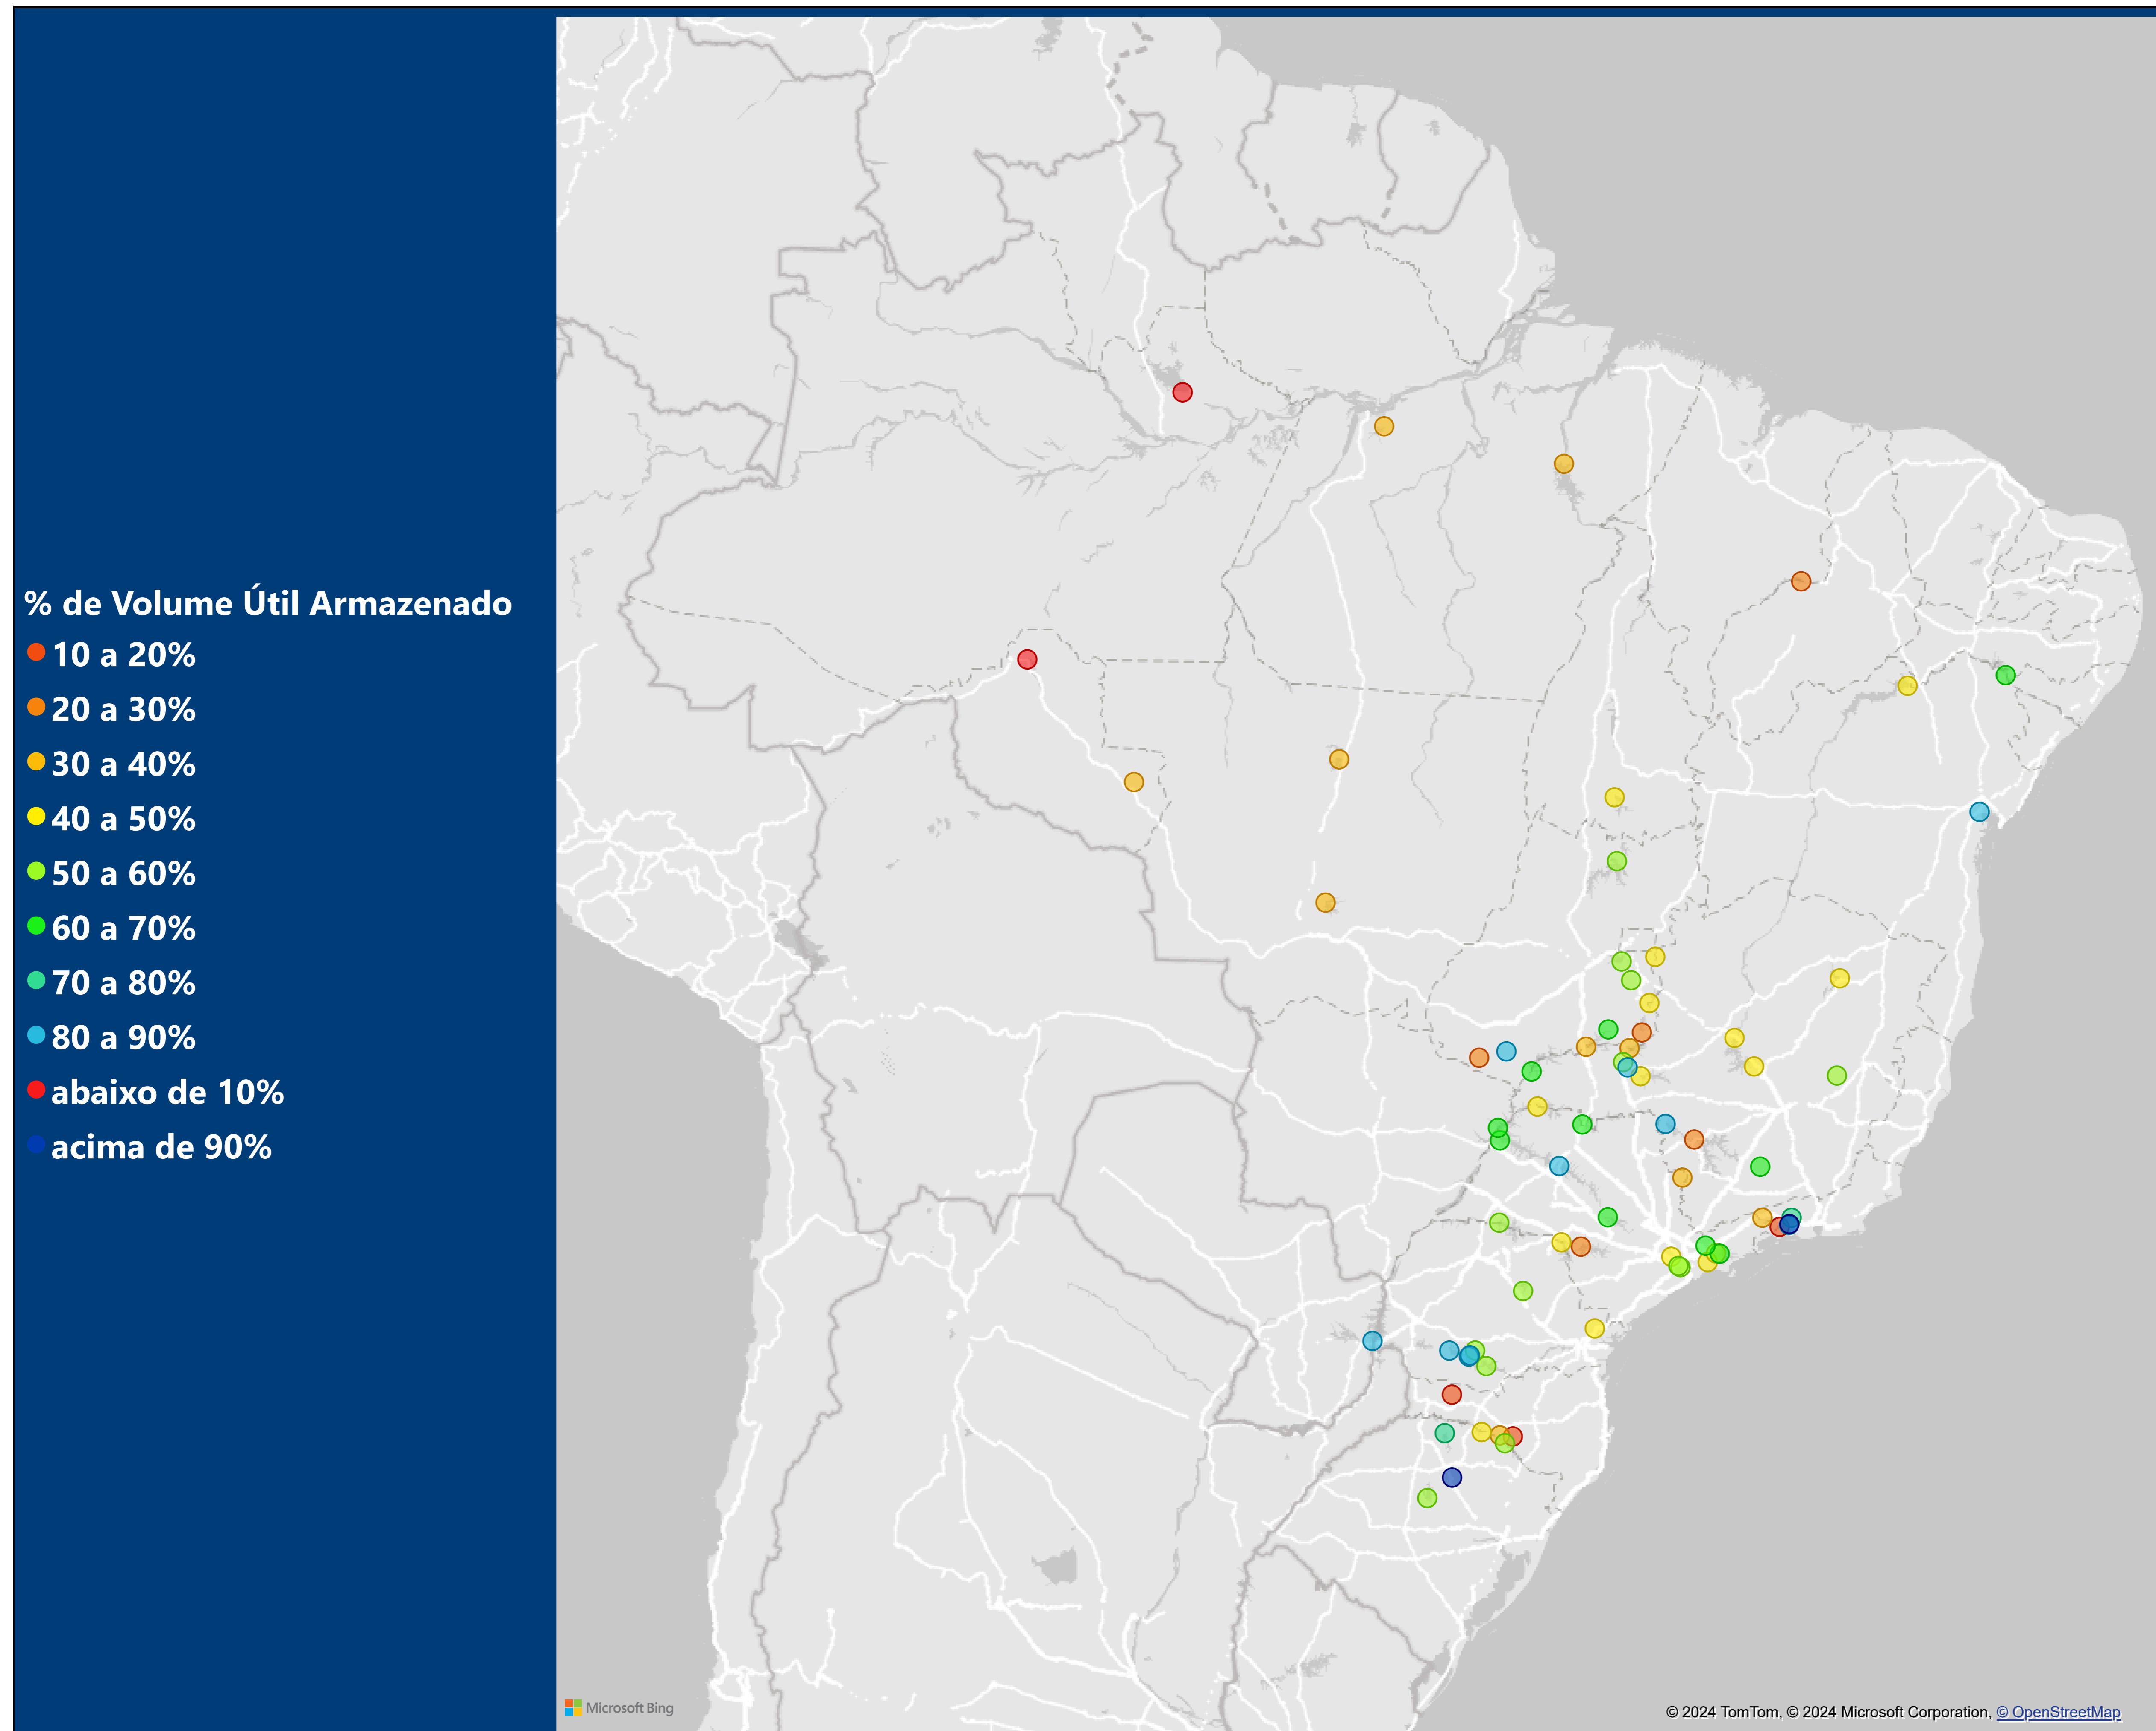 % de Volume Útil Armazenado
10 a 20%
20 a 30%
30 a 40%
40 a 50%
50 a 60%
60 a 70%
70 a 80%
80 a 90%
abaixo de 10%
acima de 90%
Microsoft Bing
© 2024 TomTom, © 2024 Microsoft Corporation, © OpenStreetMap